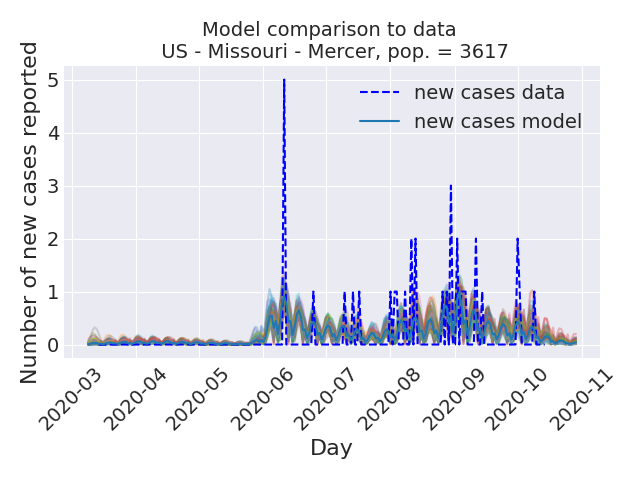 Model comparison to data
US - Missouri - Mercer, pop. = 3617
Number of new cases reported
5
4
3
2
1
0
new cases data
new cases model
2020-03
2020-04
2020-05
2020-06
2020-07
2020-08
2020-09
2020-10
2020-11
Day